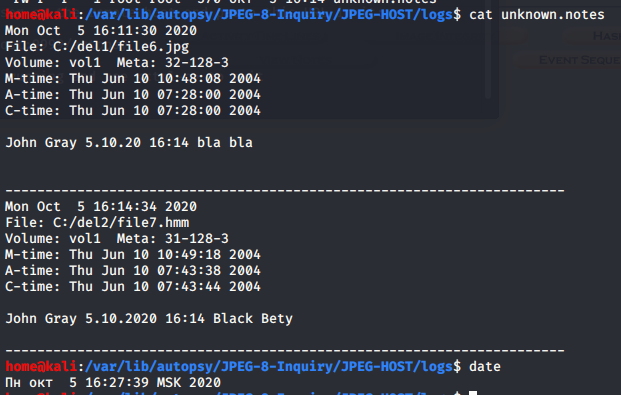 home@kali:/var/lib/autopsy/JPEG-8-Inquiry/JPEG-HOST/logs$ cat unknown.notes
Mon Oct  5 16:11:30 2020
File: C:/del1/file6.jpg
Volume: vol1  Meta: 32-128-3
M-time: Thu Jun 10 10:48:08 2004
A-time: Thu Jun 10 07:28:00 2004
C-time: Thu Jun 10 07:28:00 2004
John Gray 5.10.20 16:14 bla bla
----------------------------------------------------------------------
Mon Oct  5 16:14:34 2020
File: C:/del2/file7.hmm
Volume: vol1  Meta: 31-128-3
M-time: Thu Jun 10 10:49:18 2004
A-time: Thu Jun 10 07:43:38 2004
C-time: Thu Jun 10 07:43:44 2004
John Gray 5.10.2020 16:14 Black Bety
----------------------------------------------------------------------
home@kali:/var/lib/autopsy/JPEG-8-Inquiry/JPEG-HOST/logs$ date
Пн окт  5 16:27:39 MSK 2020